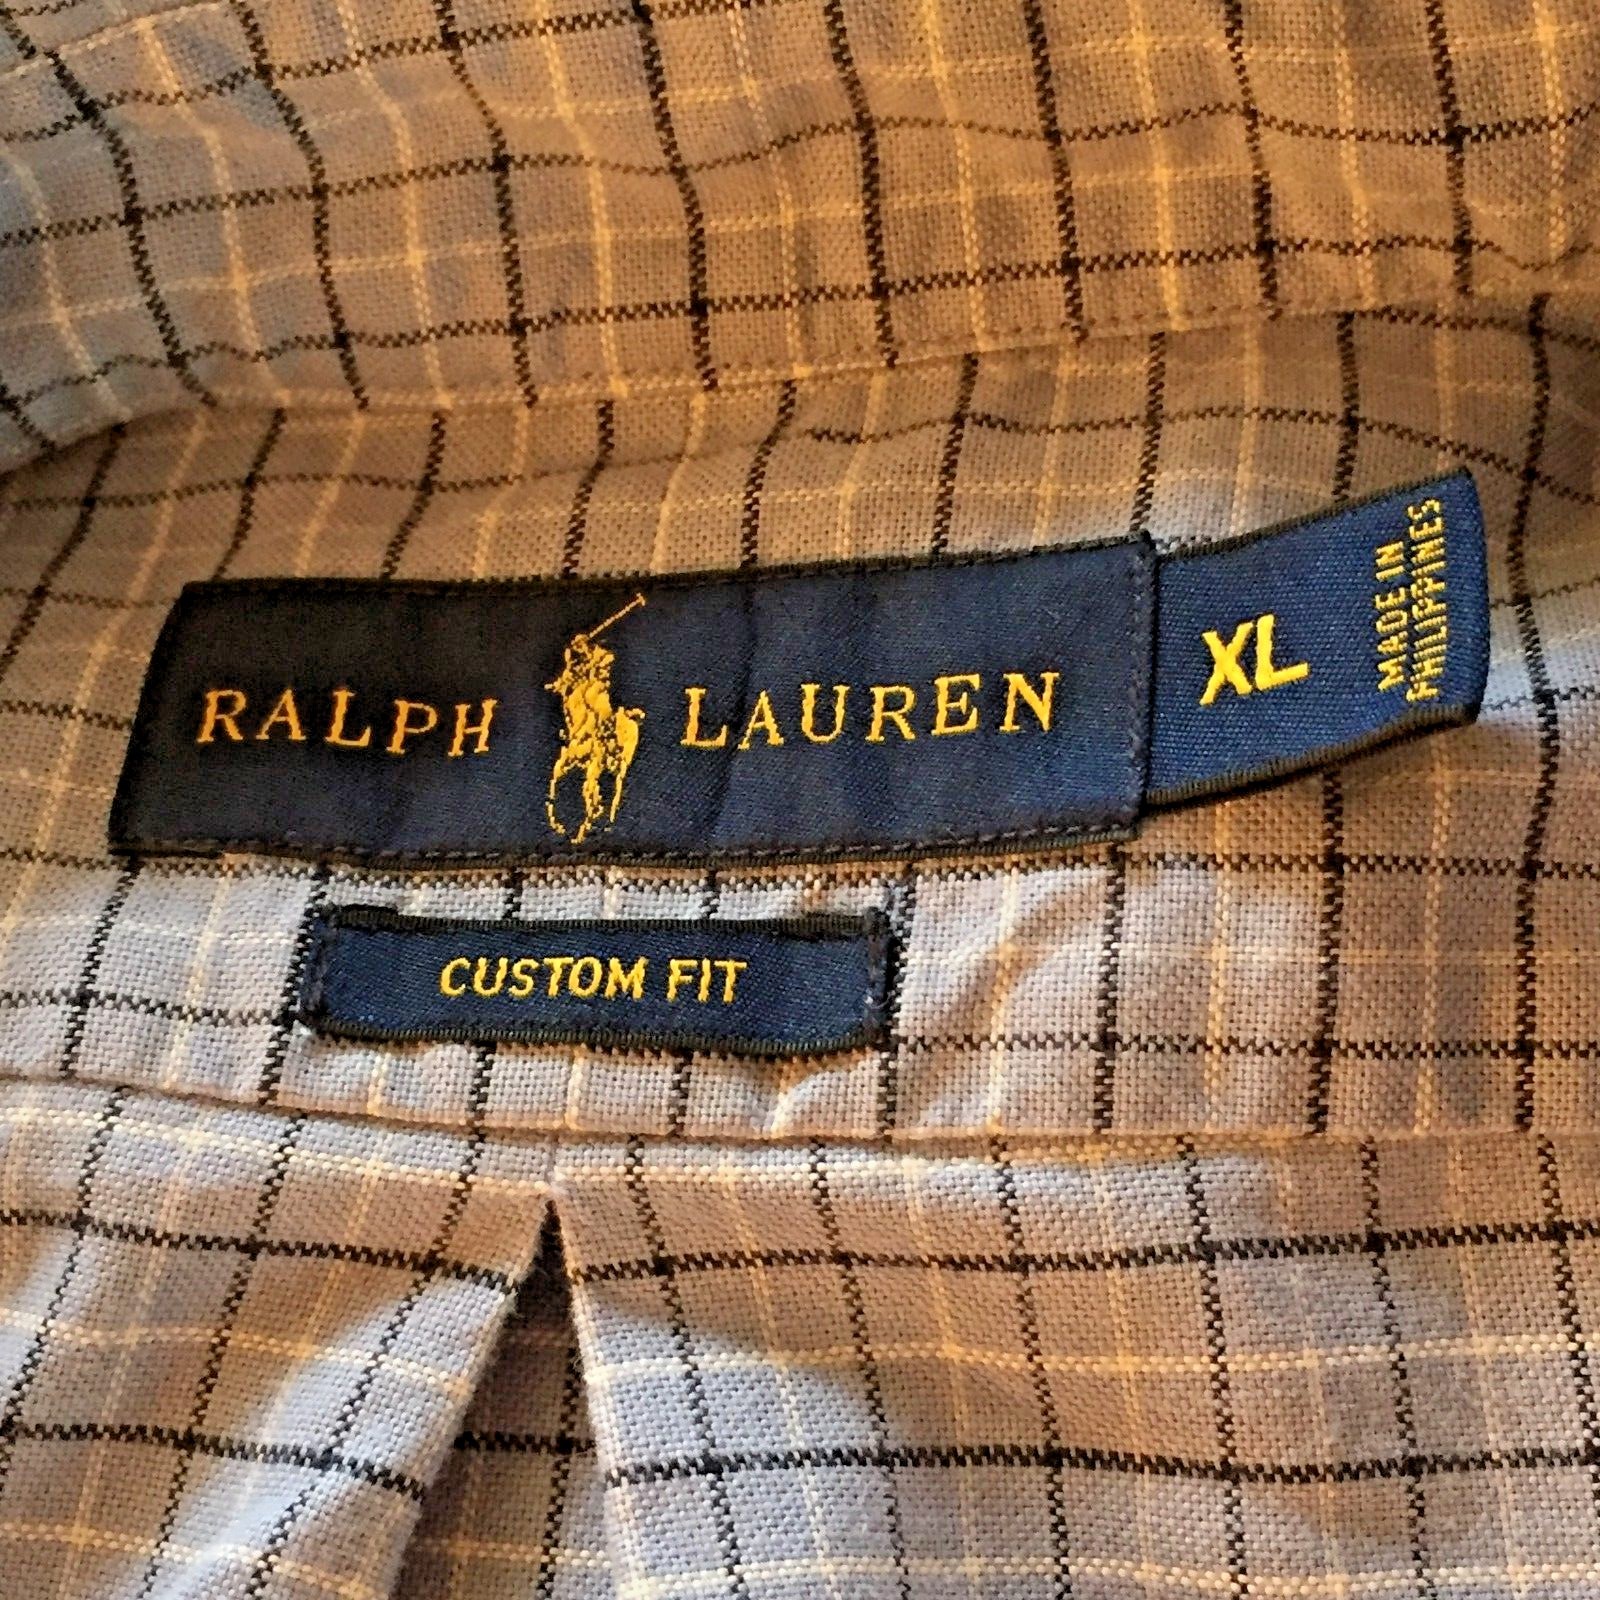 RALPH LAUREN
XL
MADE IN
PHILIPPINES
CUSTOM FIT